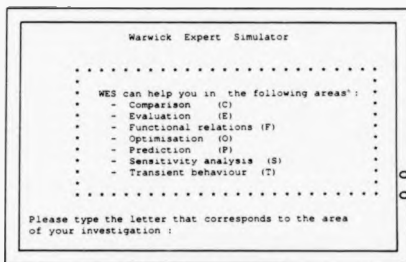 Warwick Expert Simulator
WES can help you in the following areas:
- Comparison (C)
- Evaluation (E)
- Functional relations (F)
- Optimisation (O)
- Prediction (P)
- Sensitivity analysis (S)
- Transient behaviour (T)
Please type the letter that corresponds to the area
of your investigation :